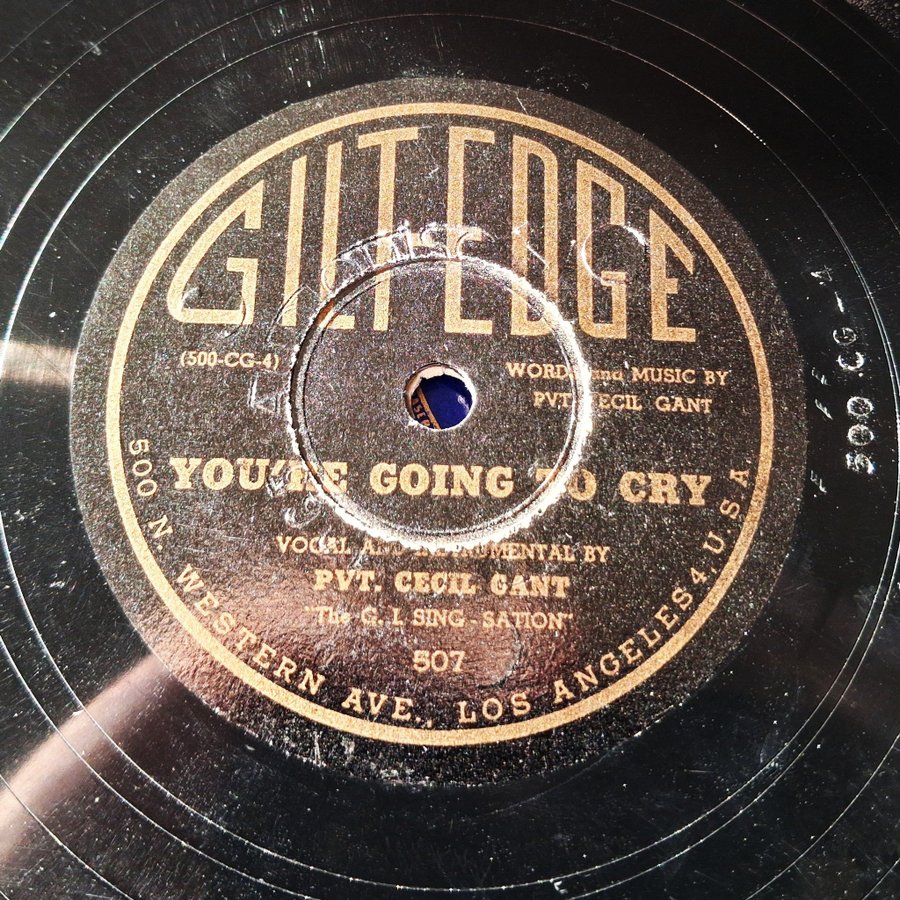 GILT EDGE
(500-CG-4)
WORDS and MUSIC BY
PVT. CECIL GANT
YOU'RE GOING TO CRY
VOCAL AND INSTRUMENTAL BY
PVT. CECIL GANT
"The G. I. SING - SATION"
507
500 N. WESTERN AVE., LOS ANGELES 4, U.S.A
500 CG-4